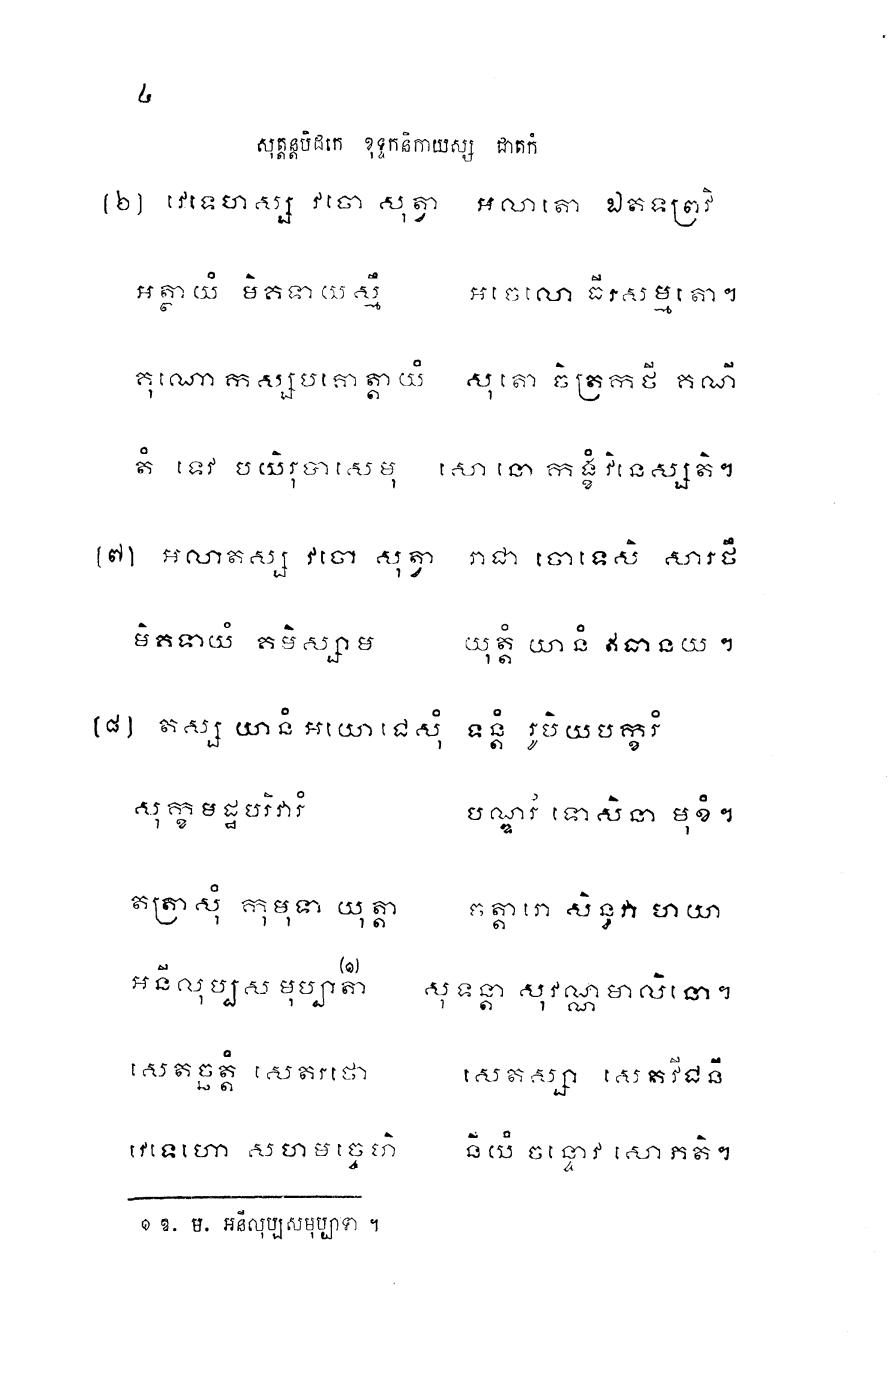 ៤
សុត្តន្តបិដកេ ខុទ្ទកនិកាយស្ស ជាតកំ
(៦) វេទេហស្ស វចោ សុត្វា អលាតោ ឯតទព្រវិ
អត្ថាយំ មិគទាយស្មឹ អចេលោ ធីរសម្មតោ។
គុណោ កស្សបគោត្តាយំ សុតោ ចិត្រកថី គណី
តំ ទេវ បយិរុបាសេមុ សោ នោ កង្ខំ វិនេស្សតិ។
(៧) អលាតស្ស វចោ សុត្វា រាជា ចោទេសិ សារថឹ
មិគទាយំ គមិស្សាម យុត្តំ យានំ ឥធានយ ។
(៨) តស្ស យានំ អយោជេសុំ ទន្តំ រូបិយបក្ខរំ
សុក្កមដ្ឋបរិវារំ បណ្ឌរំ ទោសិនា មុខំ។
តត្រាសុំ កុមុទា យុត្តា ចត្តារោ សិន្ធវា ហយា
អនីលុប្បសមុប្បាតា (១) សុទន្តា សុវណ្ណមាលិនោ។
សេតច្ឆត្តំ សេតរថោ សេតស្សា សេតវីជនី
វេទេហោ សហមច្ចេហិ និយំ ចន្ទោវ សោភតិ។
១ ឧ. ម. អនីលុប្បសមុប្បាទា ។